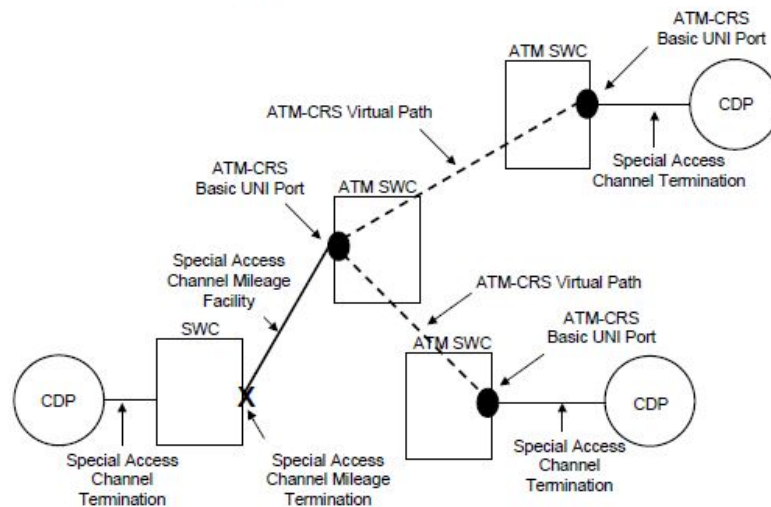 ATM-CRS
Basic UNI Port
ATM SWC
CDP
ATM-CRS Virtual Path
Special Access
Channel Termination
ATM-CRS
Basic UNI Port
ATM SWC
Special Access
Channel Mileage
Facility
ATM-CRS Virtual Path
SWC
ATM-CRS
Basic UNI Port
ATM SWC
CDP
X
CDP
Special Access
Channel
Termination
Special Access
Channel Mileage
Termination
Special Access
Channel
Termination